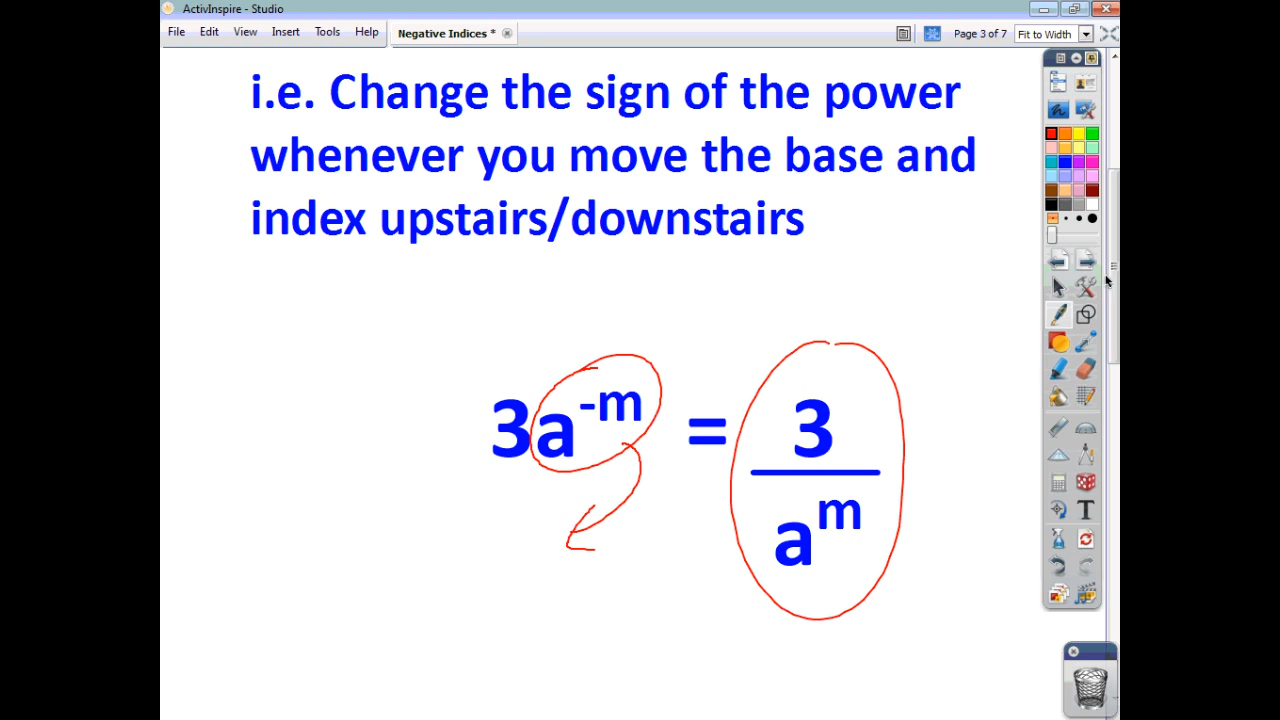 ActivInspire - Studio
File Edit View Insert Tools Help
Negative Indices *
Page 3 of 7
Fit to Width
i.e. Change the sign of the power
whenever you move the base and
index upstairs/downstairs
3a^-m = 3
a^m
T